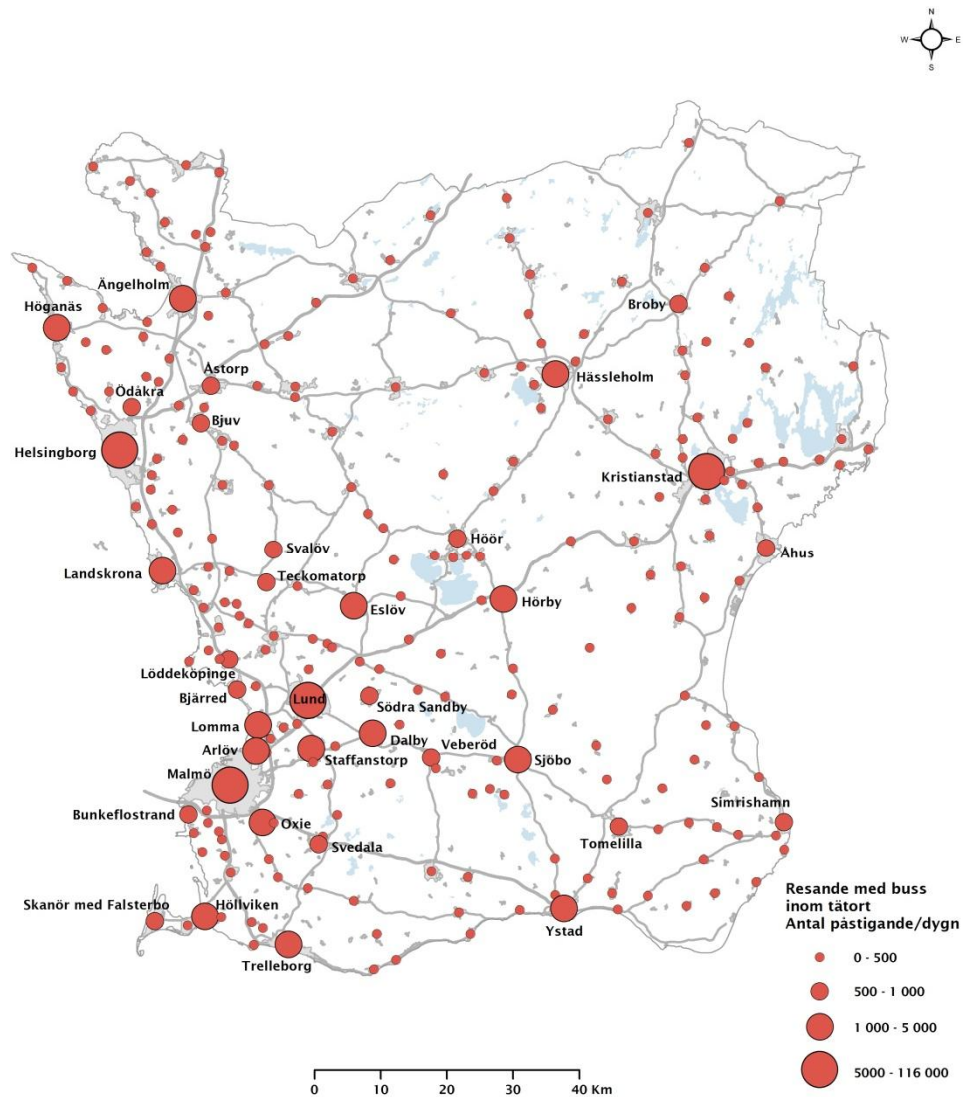 N
W E
S
Ängelholm
Höganäs
Broby
Åstorp
Hässleholm
Ödåkra
Bjuv
Helsingborg
Kristianstad
Höör
Svalöv
Åhus
Landskrona
Teckomatorp
Eslöv
Hörby
Löddeköpinge
Bjärred
Lund
Södra Sandby
Lomma
Dalby
Veberöd
Arlöv
Staffanstorp
Sjöbo
Malmö
Simrishamn
Bunkeflostrand
Oxie
Tomelilla
Svedala
Skanör med Falsterbo
Höllviken
Ystad
Trelleborg
Resande med buss
inom tätort
Antal påstigande/dygn
0 - 500
500 - 1 000
1 000 - 5 000
5000 - 116 000
0 10 20 30 40 Km